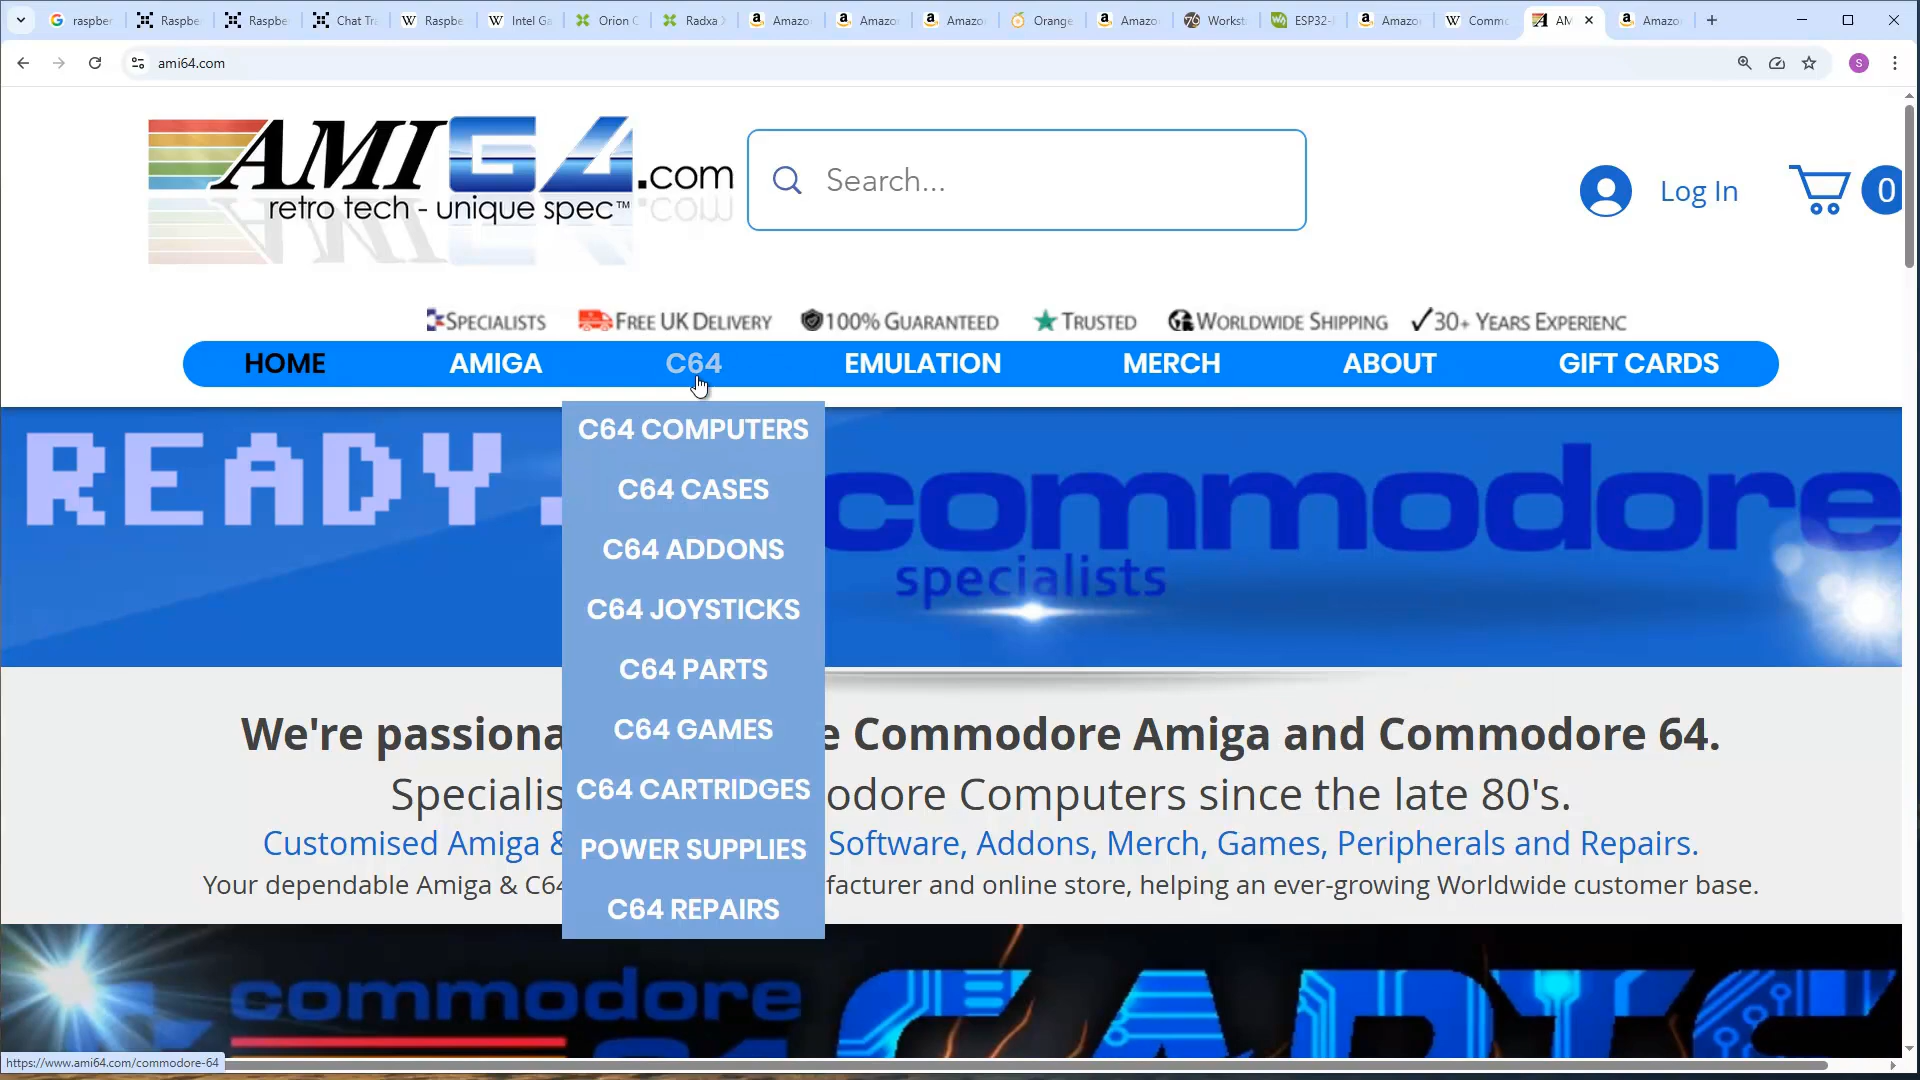 raspber
Raspbe
Raspbe
Chat Tra
Raspbe
Intel Ga
Orion O
Radxa X
Amazo
Amazo
Amazo
Orange
Amazo
Worksta
ESP32-
Amazo
Commo
AM
Amazo
ami64.com
S
AMI64.com
retro tech - unique spec™
Search...
Log In
0
SPECIALISTS FREE UK DELIVERY 100% GUARANTEED TRUSTED WORLDWIDE SHIPPING 30+ YEARS EXPERIENC
HOME AMIGA C64 EMULATION MERCH ABOUT GIFT CARDS
C64 COMPUTERS
C64 CASES
C64 ADDONS
C64 JOYSTICKS
C64 PARTS
C64 GAMES
C64 CARTRIDGES
POWER SUPPLIES
C64 REPAIRS
READY.
commodore
specialists
We're passiona e Commodore Amiga and Commodore 64.
Specialis odore Computers since the late 80's.
Customised Amiga & Software, Addons, Merch, Games, Peripherals and Repairs.
Your dependable Amiga & C64 facturer and online store, helping an ever-growing Worldwide customer base.
commodore
https://www.ami64.com/commodore-64